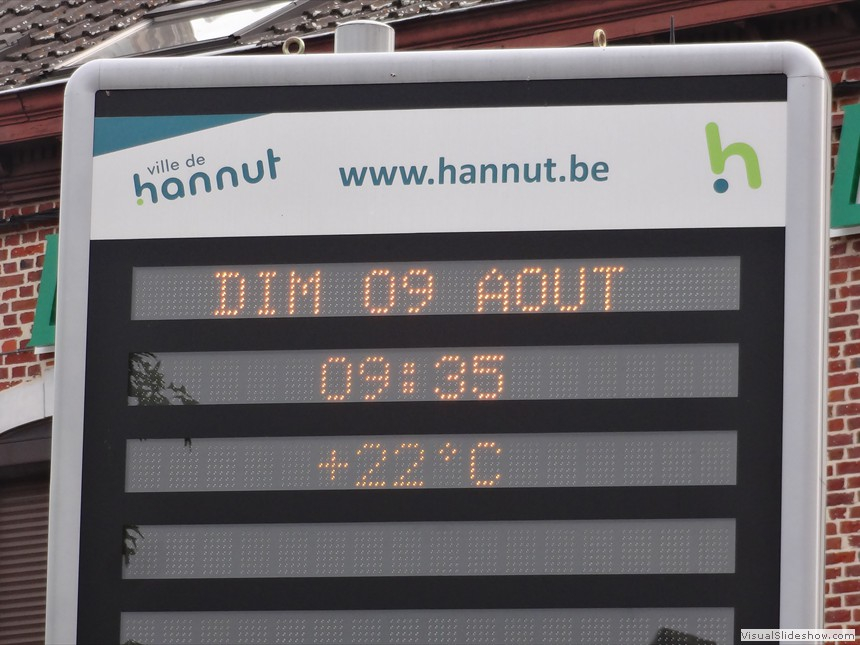 ville de
hannut
www.hannut.be
h
DIM 09 AOUT
09:35
+22°C
VisualSlideshow.com